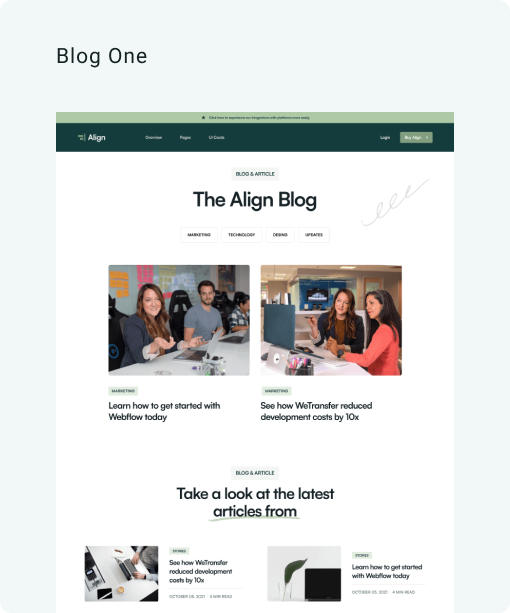 Blog One
Click here to experience our integrations with platforms more easily
Align
Overview
Pages
UI Cards
Login
Buy Align
BLOG & ARTICLE
The Align Blog
MARKETING
TECHNOLOGY
DESING
UPDATES
MARKETING
Learn how to get started with
Webflow today
MARKETING
See how WeTransfer reduced
development costs by 10x
BLOG & ARTICLE
Take a look at the latest
articles from
STORIES
See how WeTransfer
reduced development
costs by 10x
OCTOBER 05, 2021
5 MIN READ
STORIES
Learn how to get started
with Webflow today
OCTOBER 05, 2021
4 MIN READ